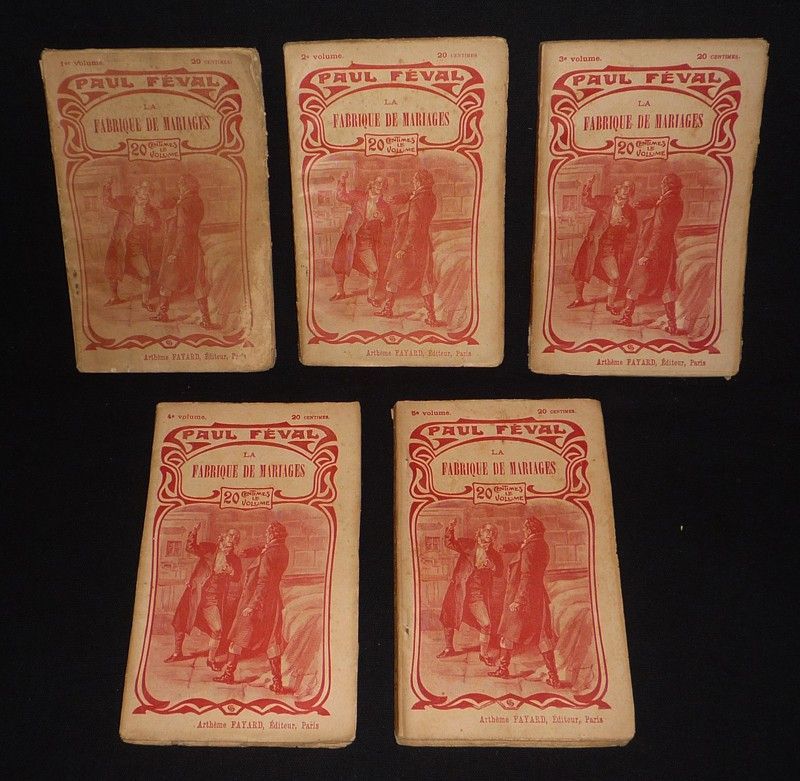 1er volume. 20 CENTIMES.
PAUL FÉVAL
LA
FABRIQUE DE MARIAGES
20 CENTIMES LE VOLUME
Arthème FAYARD, Éditeur, Paris
2e volume. 20 CENTIMES.
PAUL FÉVAL
LA
FABRIQUE DE MARIAGES
20 CENTIMES LE VOLUME
Arthème FAYARD, Éditeur, Paris
3e volume. 20 CENTIMES.
PAUL FÉVAL
LA
FABRIQUE DE MARIAGES
20 CENTIMES LE VOLUME
Arthème FAYARD, Éditeur, Paris
4e volume. 20 CENTIMES.
PAUL FÉVAL
LA
FABRIQUE DE MARIAGES
20 CENTIMES LE VOLUME
Arthème FAYARD, Éditeur, Paris
5e volume. 20 CENTIMES.
PAUL FÉVAL
LA
FABRIQUE DE MARIAGES
20 CENTIMES LE VOLUME
Arthème FAYARD, Éditeur, Paris